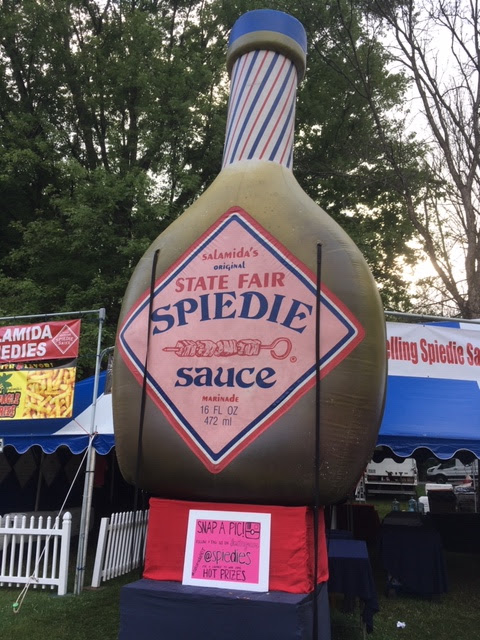 SALAMIDA'S
ORIGINAL
STATE FAIR
SPIEDIE
®
sauce
MARINADE
16 FL OZ
472 ml
LAMIDA
EDIES
elling Spiedie Sa
SNAP A PIC!
@spiedies
HOT PRIZES